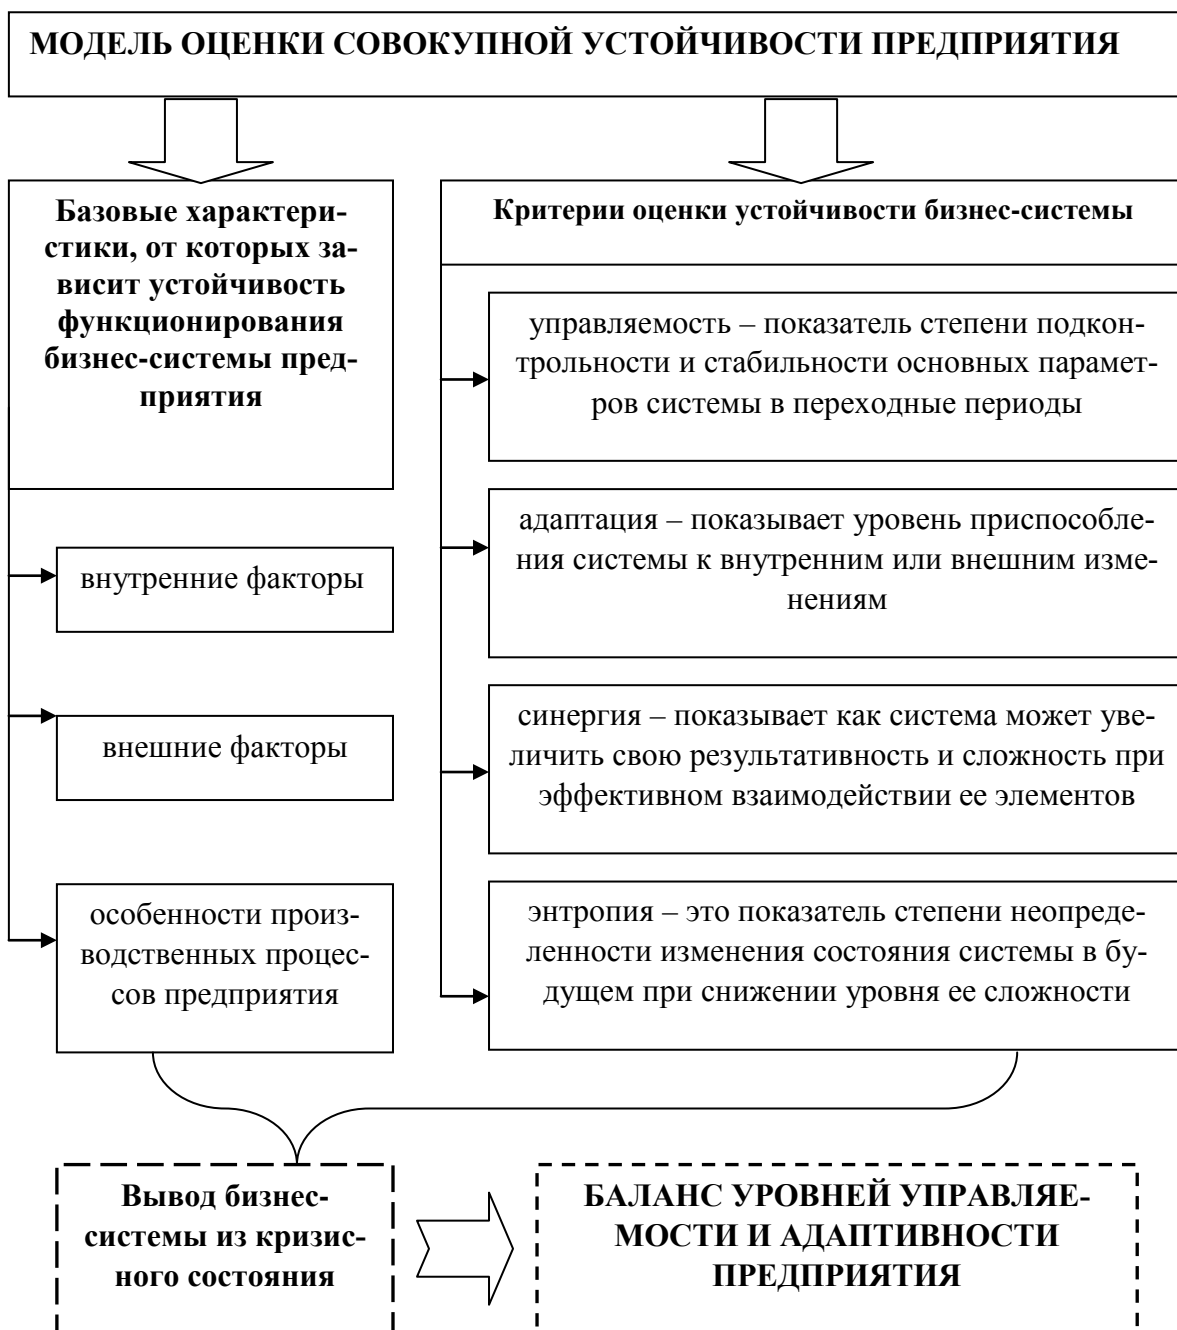 МОДЕЛЬ ОЦЕНКИ СОВОКУПНОЙ УСТОЙЧИВОСТИ ПРЕДПРИЯТИЯ
Базовые характери-
стики, от которых за-
висит устойчивость
функционирования
бизнес-системы пред-
приятия
внутренние факторы
внешние факторы
особенности произ-
водственных процес-
сов предприятия
Критерии оценки устойчивости бизнес-системы
управляемость – показатель степени подкон-
трольности и стабильности основных парамет-
ров системы в переходные периоды
адаптация – показывает уровень приспособле-
ния системы к внутренним или внешним изме-
нениям
синергия – показывает как система может уве-
личить свою результативность и сложность при
эффективном взаимодействии ее элементов
энтропия – это показатель степени неопреде-
ленности изменения состояния системы в бу-
дущем при снижении уровня ее сложности
Вывод бизнес-
системы из кризис-
ного состояния
БАЛАНС УРОВНЕЙ УПРАВЛЯЕ-
МОСТИ И АДАПТИВНОСТИ
ПРЕДПРИЯТИЯ